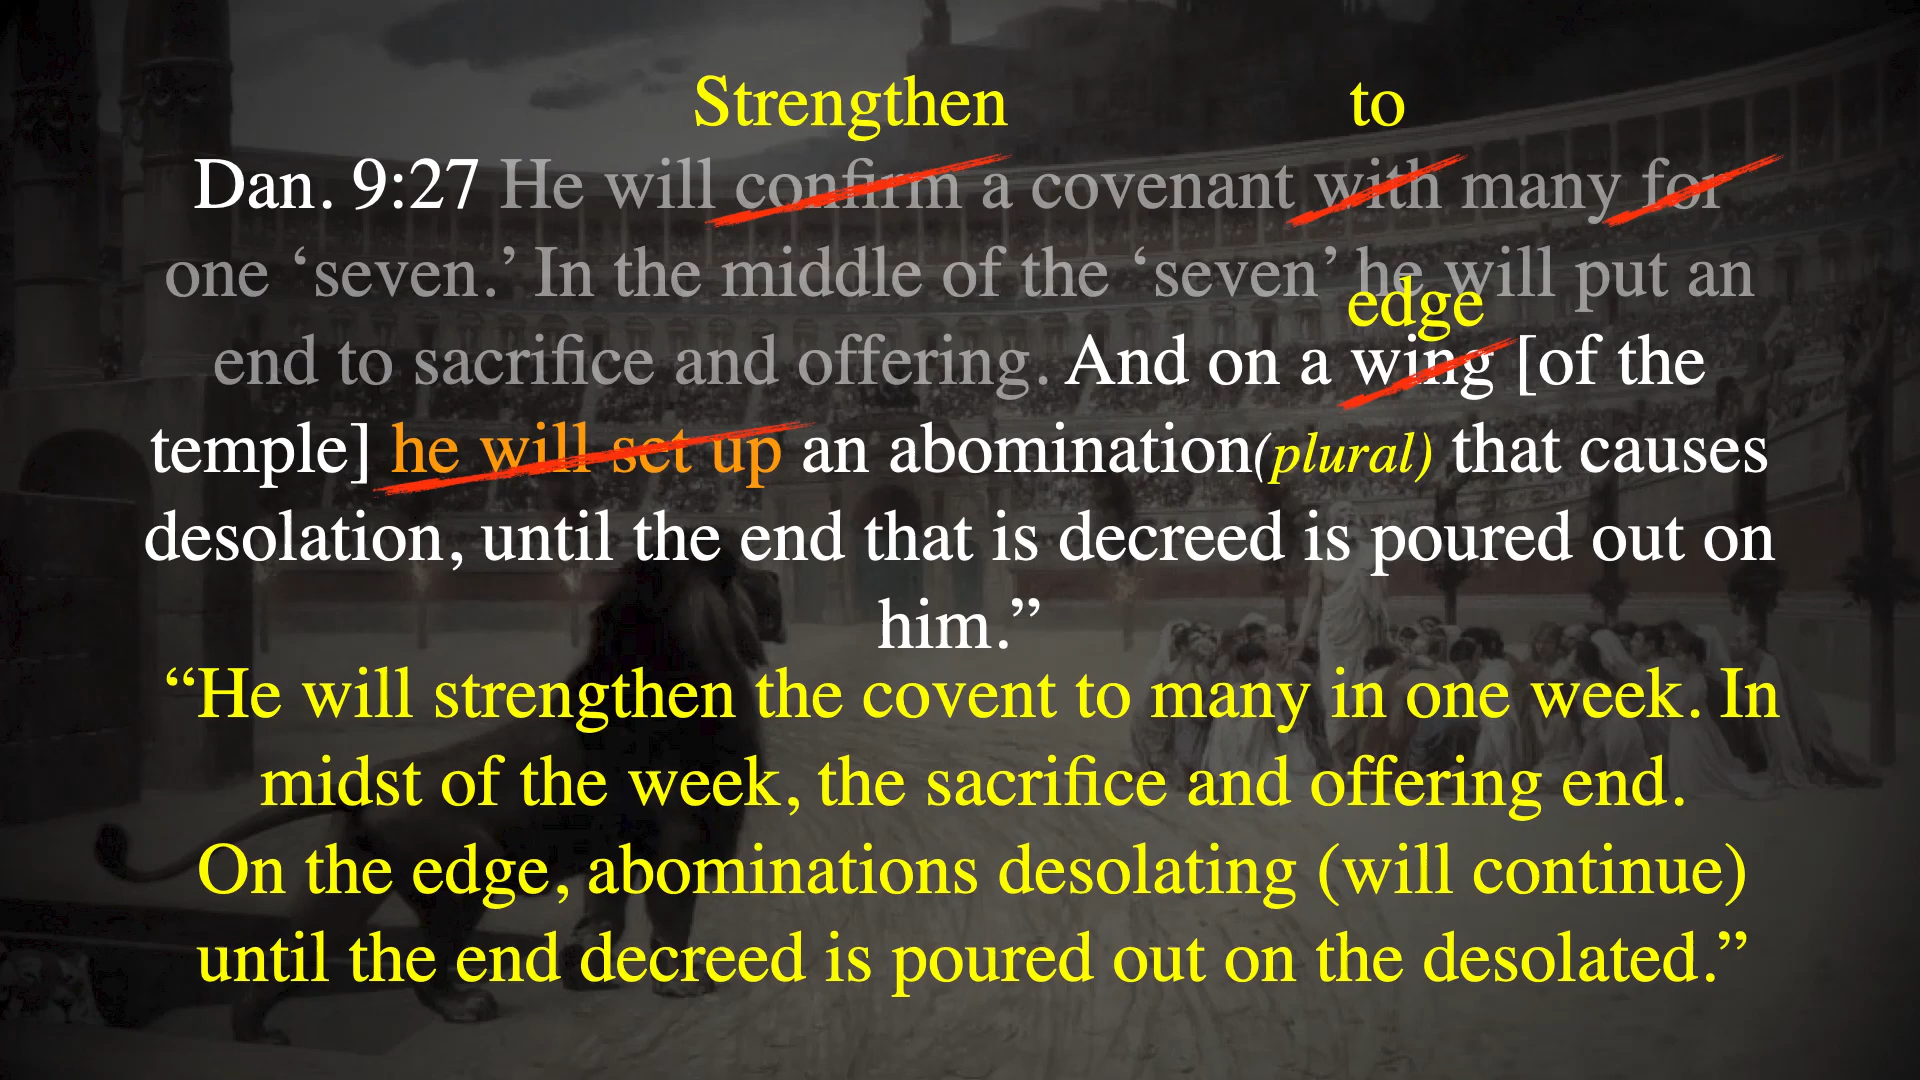 Strengthen to
Dan. 9:27 He will confirm a covenant with many for
one ‘seven.’ In the middle of the ‘seven’ he will put an
edge
end to sacrifice and offering. And on a wing [of the
temple] he will set up an abomination(plural) that causes
desolation, until the end that is decreed is poured out on
him.”
“He will strengthen the covent to many in one week. In
midst of the week, the sacrifice and offering end.
On the edge, abominations desolating (will continue)
until the end decreed is poured out on the desolated.”